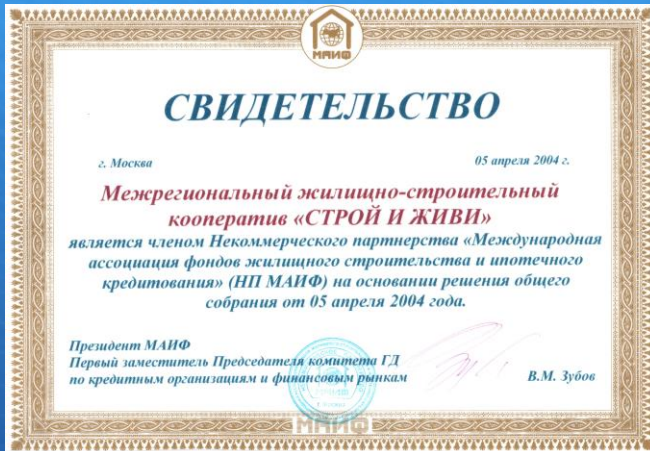 МАИФ
СВИДЕТЕЛЬСТВО
г. Москва 05 апреля 2004 г.
Межрегиональный жилищно-строительный
кооператив «СТРОЙ И ЖИВИ»
является членом Некоммерческого партнерства «Международная
ассоциация фондов жилищного строительства и ипотечного
кредитования» (НП МАИФ) на основании решения общего
собрания от 05 апреля 2004 года.
Президент МАИФ
Первый заместитель Председателя комитета ГД
по кредитным организациям и финансовым рынкам В.М. Зубов
МАИФ